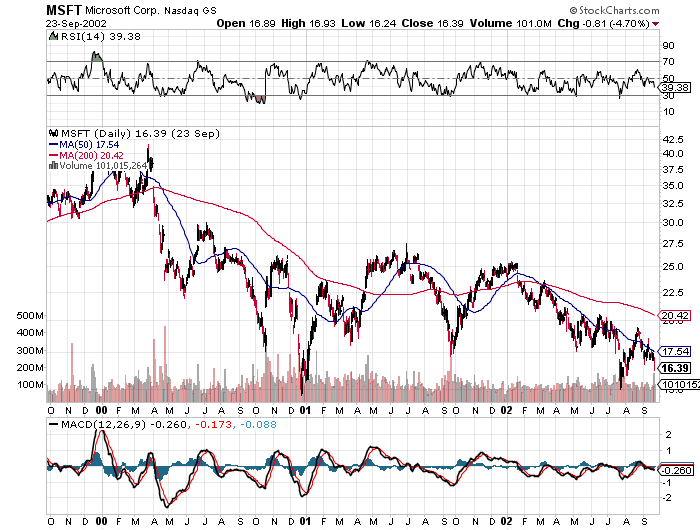 MSFT Microsoft Corp. Nasdaq GS © StockCharts.com
23-Sep-2002 Open 16.89 High 16.93 Low 16.24 Close 16.39 Volume 101.0M Chg -0.81 (-4.70%)
RSI(14) 39.38
90
70
50
39.38
30
10
MSFT (Daily) 16.39 (23 Sep)
MA(50) 17.54
MA(200) 20.42
Volume 101,015,264
42.5
40.0
37.5
35.0
32.5
30.0
27.5
25.0
22.5
20.42
17.54
16.39
1010152
500M
400M
300M
200M
100M
O N D 00 F M A M J J A S O N D 01 F M A M J J A S O N D 02 F M A M J J A S
MACD(12,26,9) -0.260, -0.173, -0.088
2
1
-0.260
-1
-2
O N D 00 F M A M J J A S O N D 01 F M A M J J A S O N D 02 F M A M J J A S